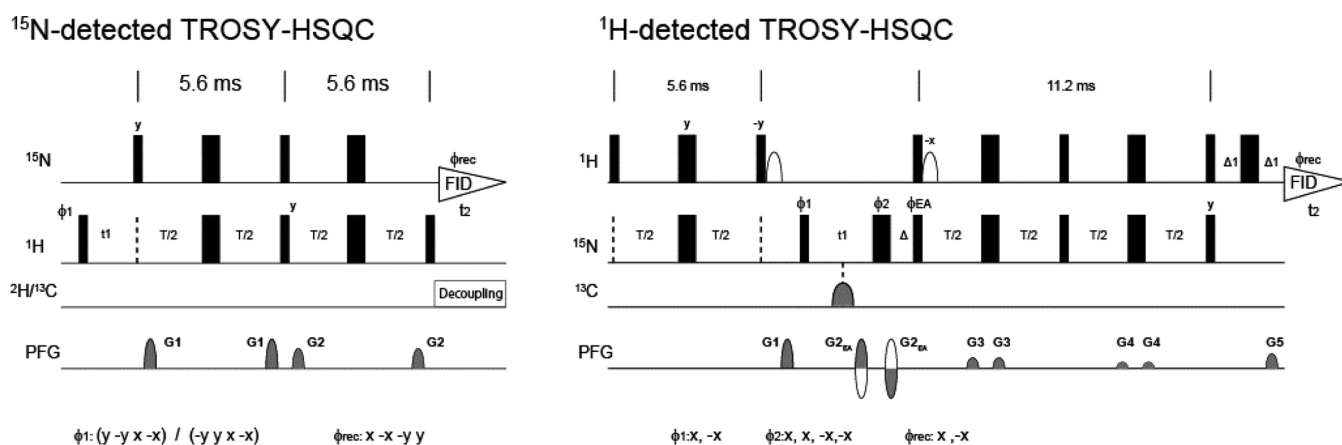 ¹⁵N-detected TROSY-HSQC
5.6 ms 5.6 ms
y
¹⁵N
ϕrec
FID
t₂
ϕ1
y
¹H
t1 T/2 T/2 T/2 T/2
²H/¹³C
Decoupling
PFG
G1 G1 G2 G2
ϕ1: (y -y x -x) / (-y y x -x) ϕrec: x -x -y y
¹H-detected TROSY-HSQC
5.6 ms 11.2 ms
y -y -x
¹H
Δ1 Δ1
ϕrec
FID
t₂
ϕ1 ϕ2 ϕEA y
¹⁵N
T/2 T/2 t1 Δ T/2 T/2 T/2 T/2
¹³C
PFG
G1 G2EA G2EA G3 G3 G4 G4 G5
ϕ1:x, -x ϕ2:x, x, -x,-x ϕrec: x ,-x